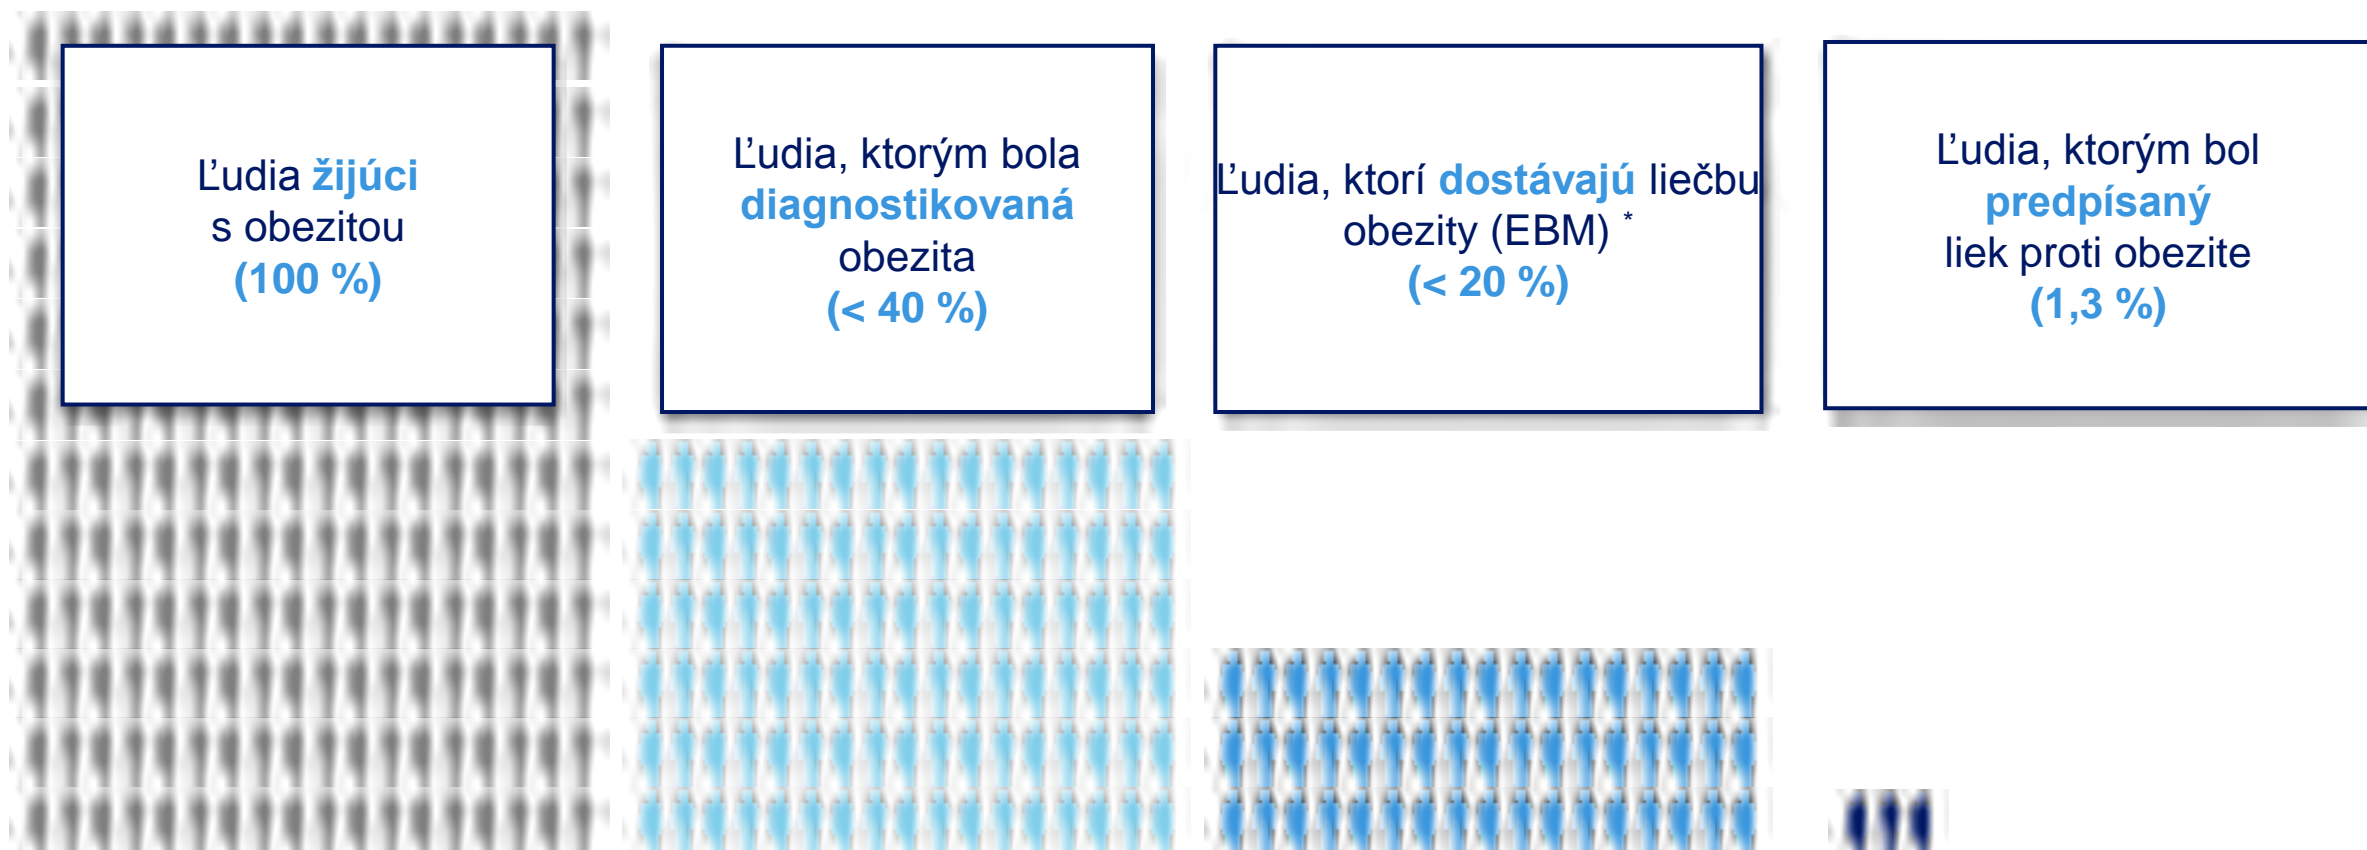 Ľudia žijúci
s obezitou
(100 %)
Ľudia, ktorým bola
diagnostikovaná
obezita
(< 40 %)
Ľudia, ktorí dostávajú liečbu
obezity (EBM) *
(< 20 %)
Ľudia, ktorým bol
predpísaný
liek proti obezite
(1,3 %)